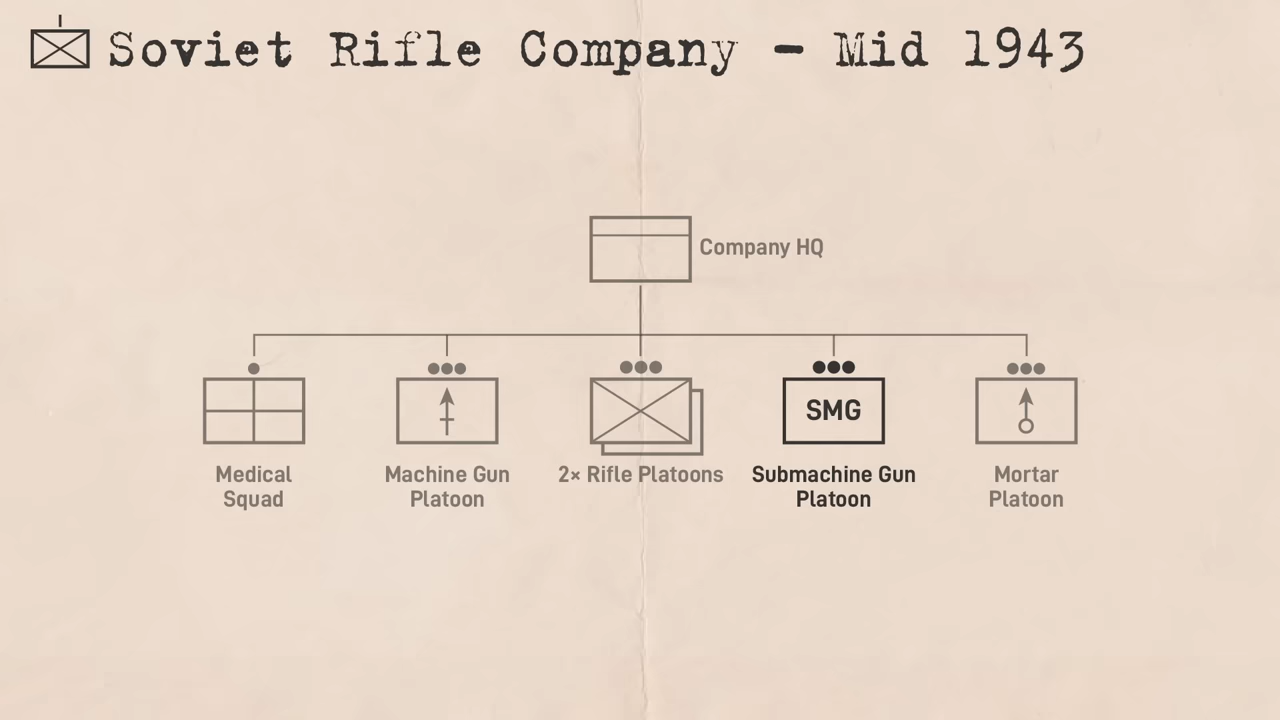 Soviet Rifle Company - Mid 1943
Company HQ
SMG
Medical
Squad
Machine Gun
Platoon
2× Rifle Platoons
Submachine Gun
Platoon
Mortar
Platoon